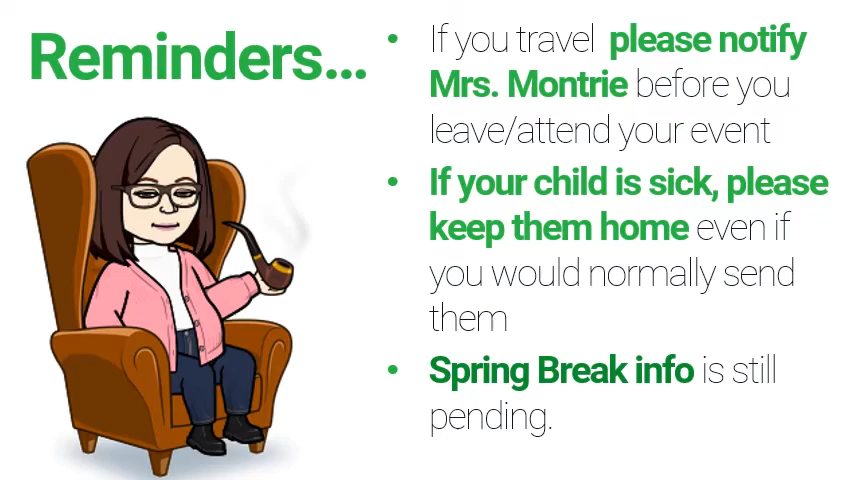 Reminders...
• If you travel please notify
Mrs. Montrie before you
leave/attend your event
• If your child is sick, please
keep them home even if
you would normally send
them
• Spring Break info is still
pending.